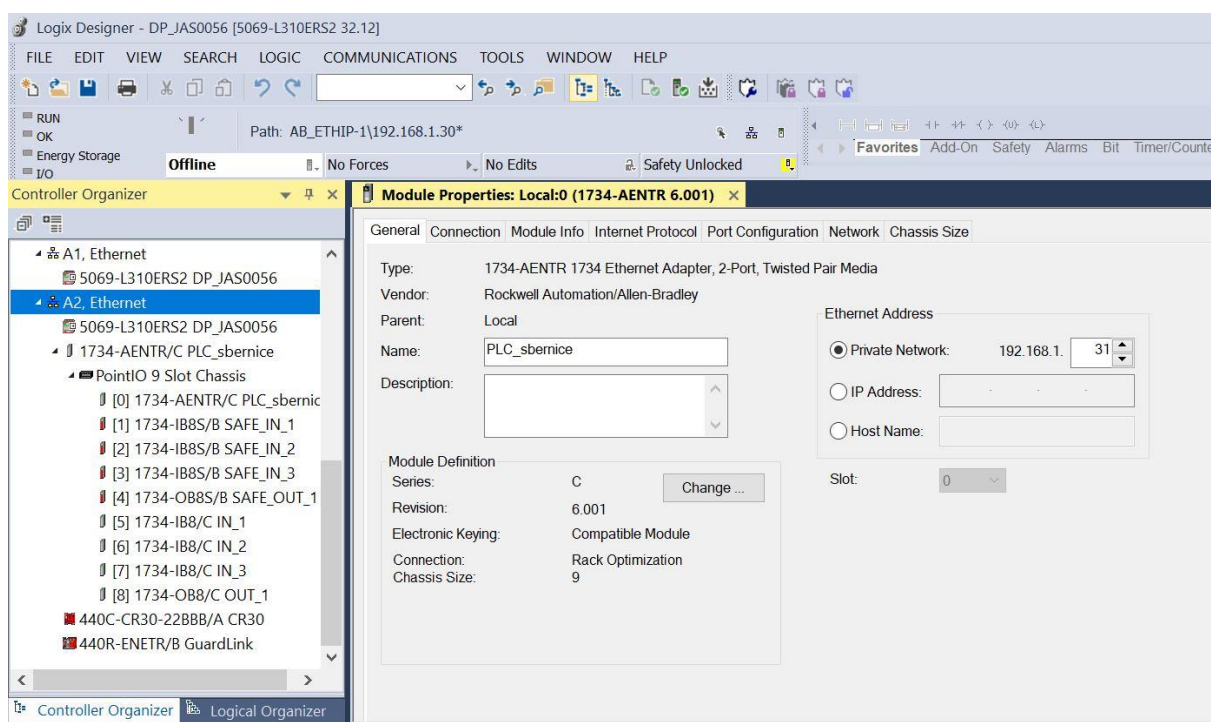 Logix Designer - DP_JAS0056 [5069-L310ERS2 32.12]
FILE EDIT VIEW SEARCH LOGIC COMMUNICATIONS TOOLS WINDOW HELP
RUN
OK
Energy Storage
I/O
Path: AB_ETHIP-1\192.168.1.30*
Offline
No Forces
No Edits
Safety Unlocked
Favorites Add-On Safety Alarms Bit Timer/Counte
Controller Organizer
A1, Ethernet
5069-L310ERS2 DP_JAS0056
A2, Ethernet
5069-L310ERS2 DP_JAS0056
1734-AENTR/C PLC_sbernice
PointIO 9 Slot Chassis
[0] 1734-AENTR/C PLC_sbernic
[1] 1734-IB8S/B SAFE_IN_1
[2] 1734-IB8S/B SAFE_IN_2
[3] 1734-IB8S/B SAFE_IN_3
[4] 1734-OB8S/B SAFE_OUT_1
[5] 1734-IB8/C IN_1
[6] 1734-IB8/C IN_2
[7] 1734-IB8/C IN_3
[8] 1734-OB8/C OUT_1
440C-CR30-22BBB/A CR30
440R-ENETR/B GuardLink
Controller Organizer Logical Organizer
Module Properties: Local:0 (1734-AENTR 6.001)
General Connection Module Info Internet Protocol Port Configuration Network Chassis Size
Type: 1734-AENTR 1734 Ethernet Adapter, 2-Port, Twisted Pair Media
Vendor: Rockwell Automation/Allen-Bradley
Parent: Local
Name: PLC_sbernice
Description:
Module Definition
Series: C
Change ...
Revision: 6.001
Electronic Keying: Compatible Module
Connection: Rack Optimization
Chassis Size: 9
Ethernet Address
Private Network: 192.168.1. 31
IP Address:
Host Name:
Slot: 0